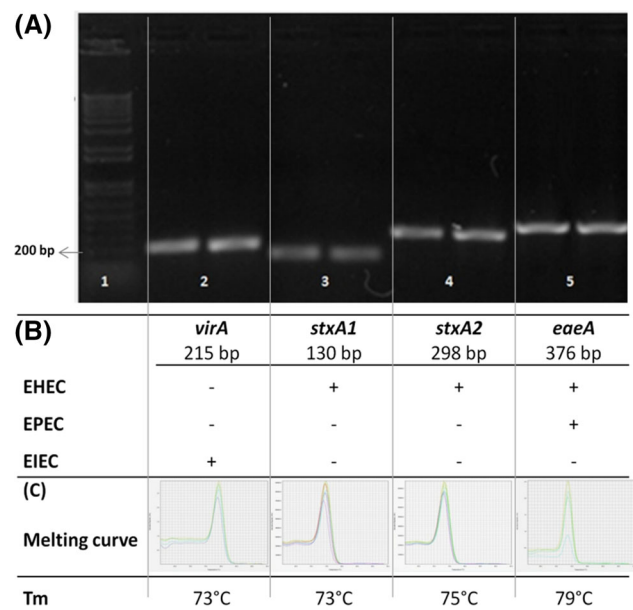 (A)
200 bp
1 2 3 4 5
(B) virA stxA1 stxA2 eaeA
215 bp 130 bp 298 bp 376 bp
EHEC - + + +
EPEC - - - +
EIEC + - - -
(C)
Melting curve
Tm 73°C 73°C 75°C 79°C